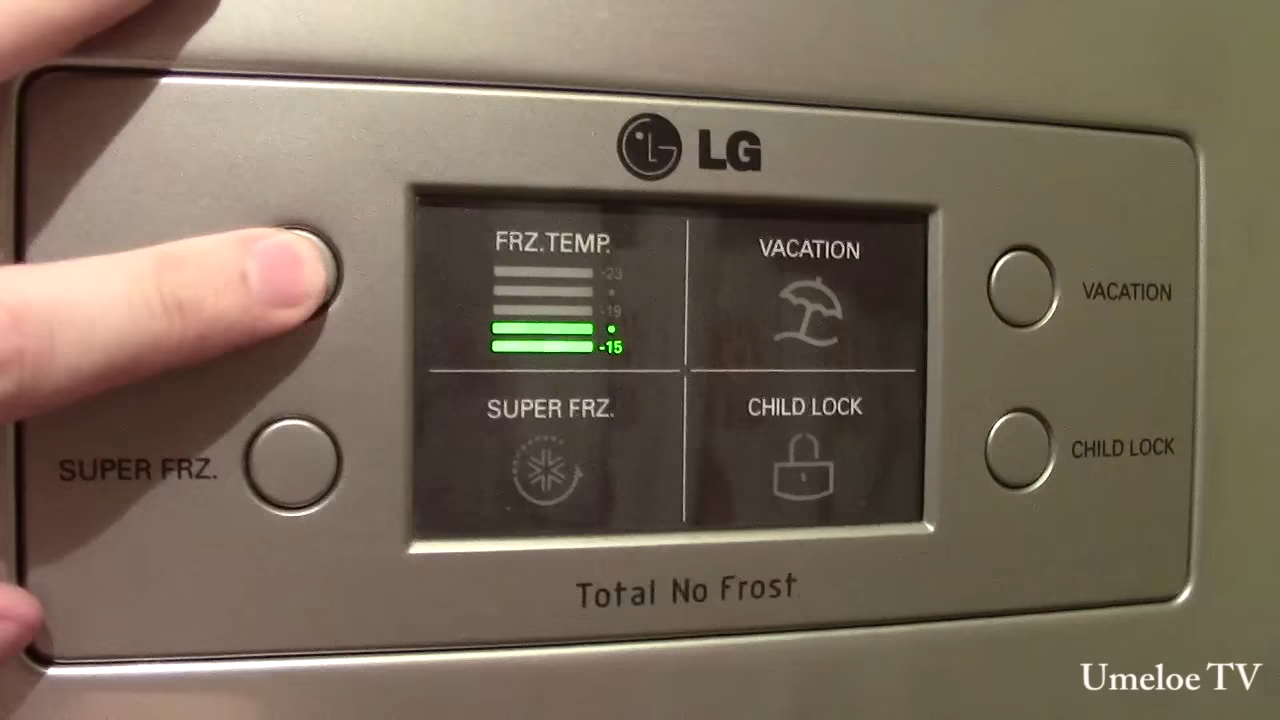 LG
FRZ.TEMP.
-23
-19
-15
VACATION
VACATION
SUPER FRZ.
CHILD LOCK
SUPER FRZ.
CHILD LOCK
Total No Frost
Umeloe TV